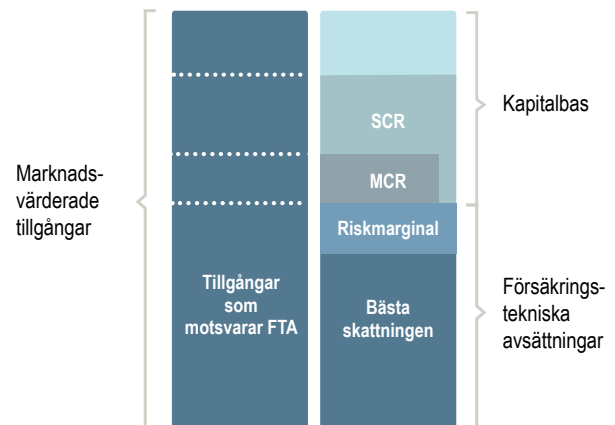 Marknads-
värderade
tillgångar
Tillgångar
som
motsvarar FTA
SCR
MCR
Riskmarginal
Bästa
skattningen
Kapitalbas
Försäkrings-
tekniska
avsättningar